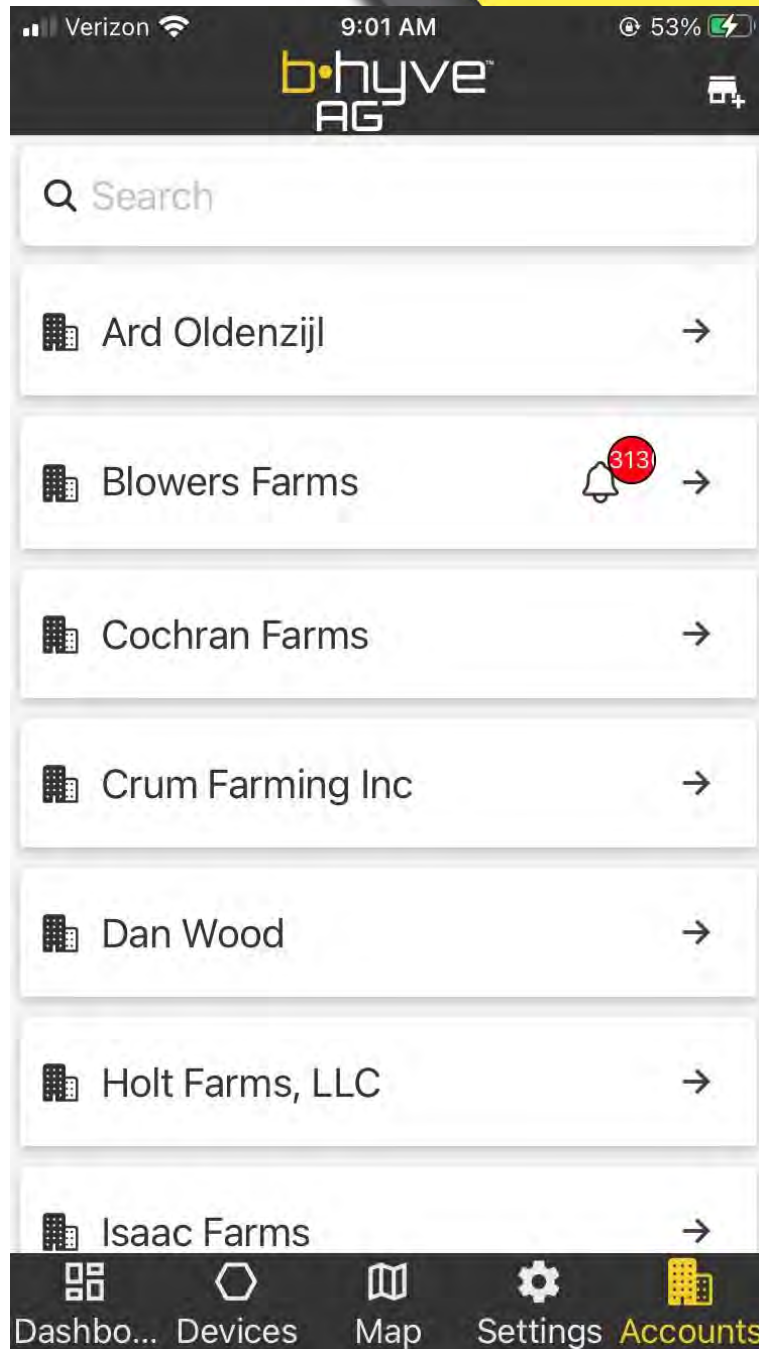 Verizon 9:01 AM 53%
b•hyve™
AG
Search
Ard Oldenzijl
Blowers Farms 313
Cochran Farms
Crum Farming Inc
Dan Wood
Holt Farms, LLC
Isaac Farms
Dashbo... Devices Map Settings Accounts